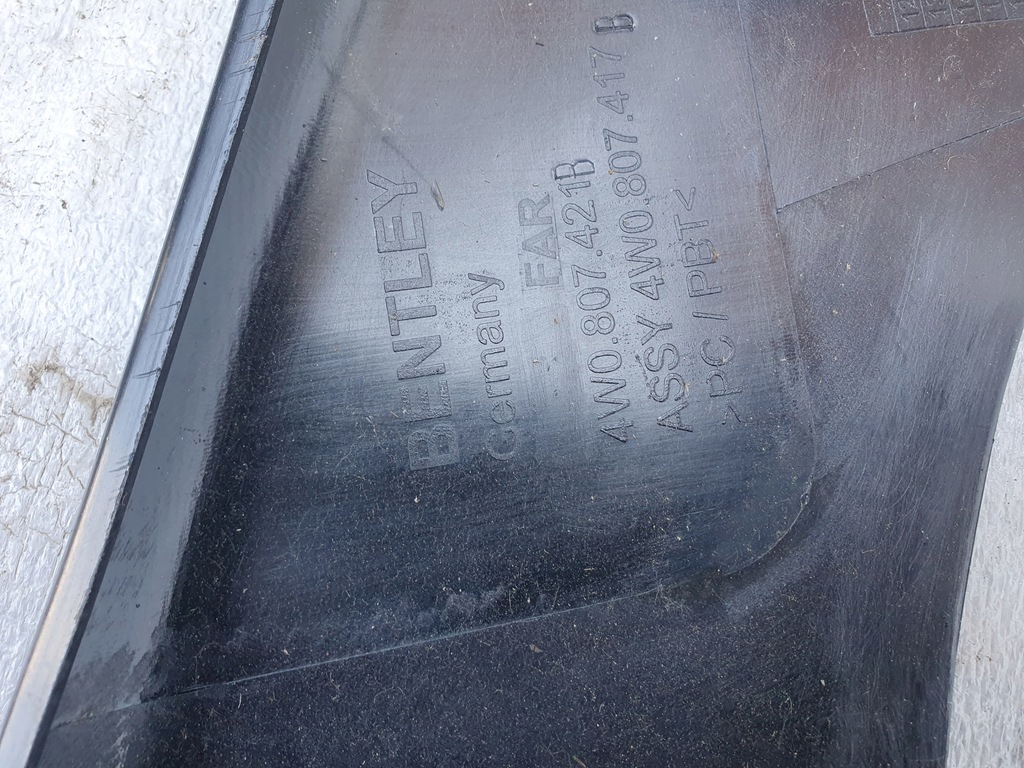 BENTLEY
Germany
EAR
4W0.807.421B
ASSY 4W0.807.417 B
>PC / PBT<